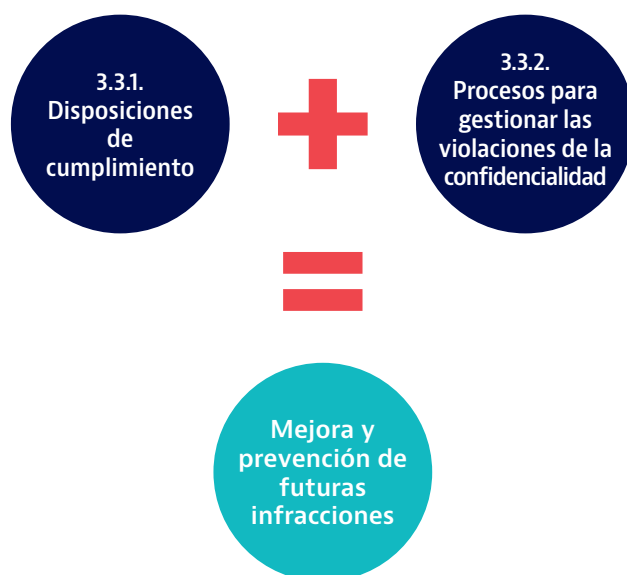 3.3.1.
Disposiciones
de
cumplimiento
3.3.2.
Procesos para
gestionar las
violaciones de la
confidencialidad
Mejora y
prevención de
futuras
infracciones